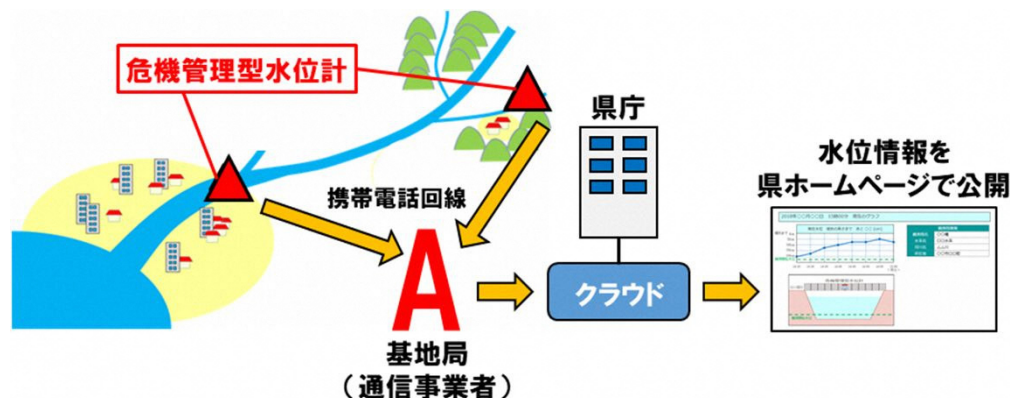 危機管理型水位計
県庁
水位情報を
県ホームページで公開
携帯電話回線
クラウド
基地局
（通信事業者）